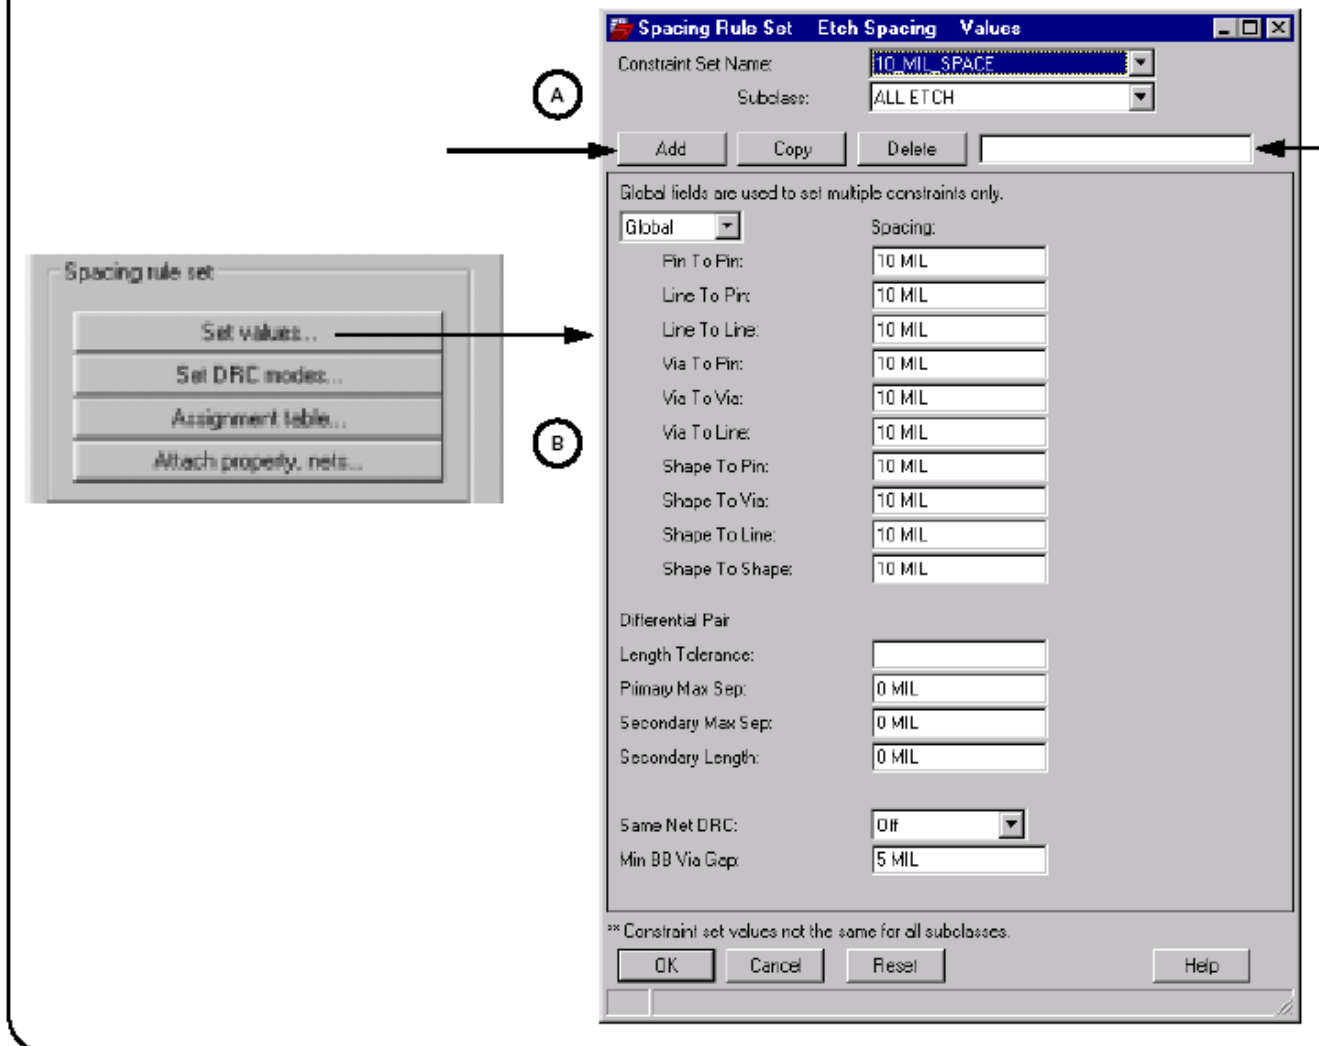 Spacing Rule Set Etch Spacing Values
Constraint Set Name: 10_MIL_SPACE
Subclass: ALL ETCH
A
Add Copy Delete
Global fields are used to set multiple constraints only.
Global Spacing:
Pin To Pin: 10 MIL
Line To Pin: 10 MIL
Line To Line: 10 MIL
Via To Pin: 10 MIL
Via To Via: 10 MIL
Via To Line: 10 MIL
Shape To Pin: 10 MIL
Shape To Via: 10 MIL
Shape To Line: 10 MIL
Shape To Shape: 10 MIL
Spacing rule set
Set values...
Set DRC modes...
Assignment table...
Attach property, nets...
B
Differential Pair
Length Tolerance:
Primary Max Sep: 0 MIL
Secondary Max Sep: 0 MIL
Secondary Length: 0 MIL
Same Net DRC: Off
Min BB Via Gap: 5 MIL
** Constraint set values not the same for all subclasses.
OK Cancel Reset Help